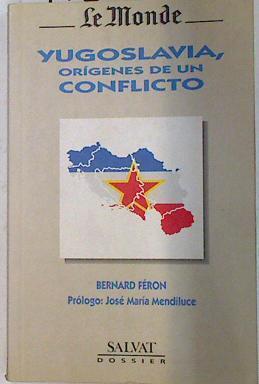 Le Monde
YUGOSLAVIA,
ORÍGENES DE UN
CONFLICTO
BERNARD FÉRON
Prólogo: José María Mendiluce
SALVAT
DOSSIER